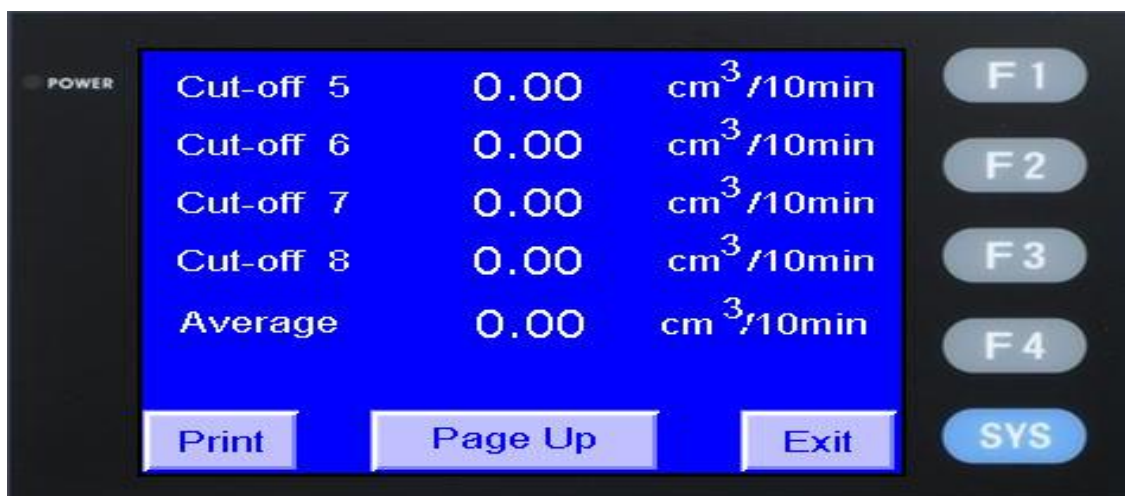 POWER
Cut-off 5 0.00 cm³/10min
Cut-off 6 0.00 cm³/10min
Cut-off 7 0.00 cm³/10min
Cut-off 8 0.00 cm³/10min
Average 0.00 cm³/10min
Print Page Up Exit
F1
F2
F3
F4
SYS